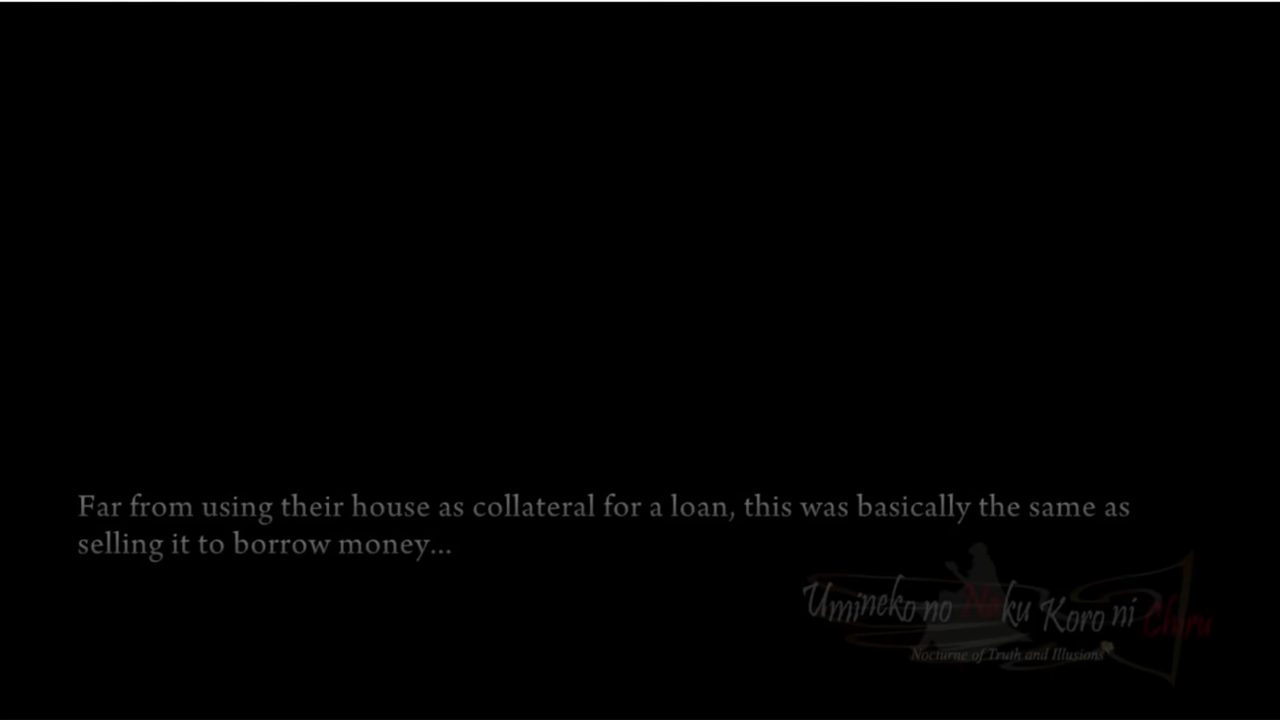 Far from using their house as collateral for a loan, this was basically the same as
selling it to borrow money...
Umineko no Naku Koro ni Chiru
Nocturne of Truth and Illusions